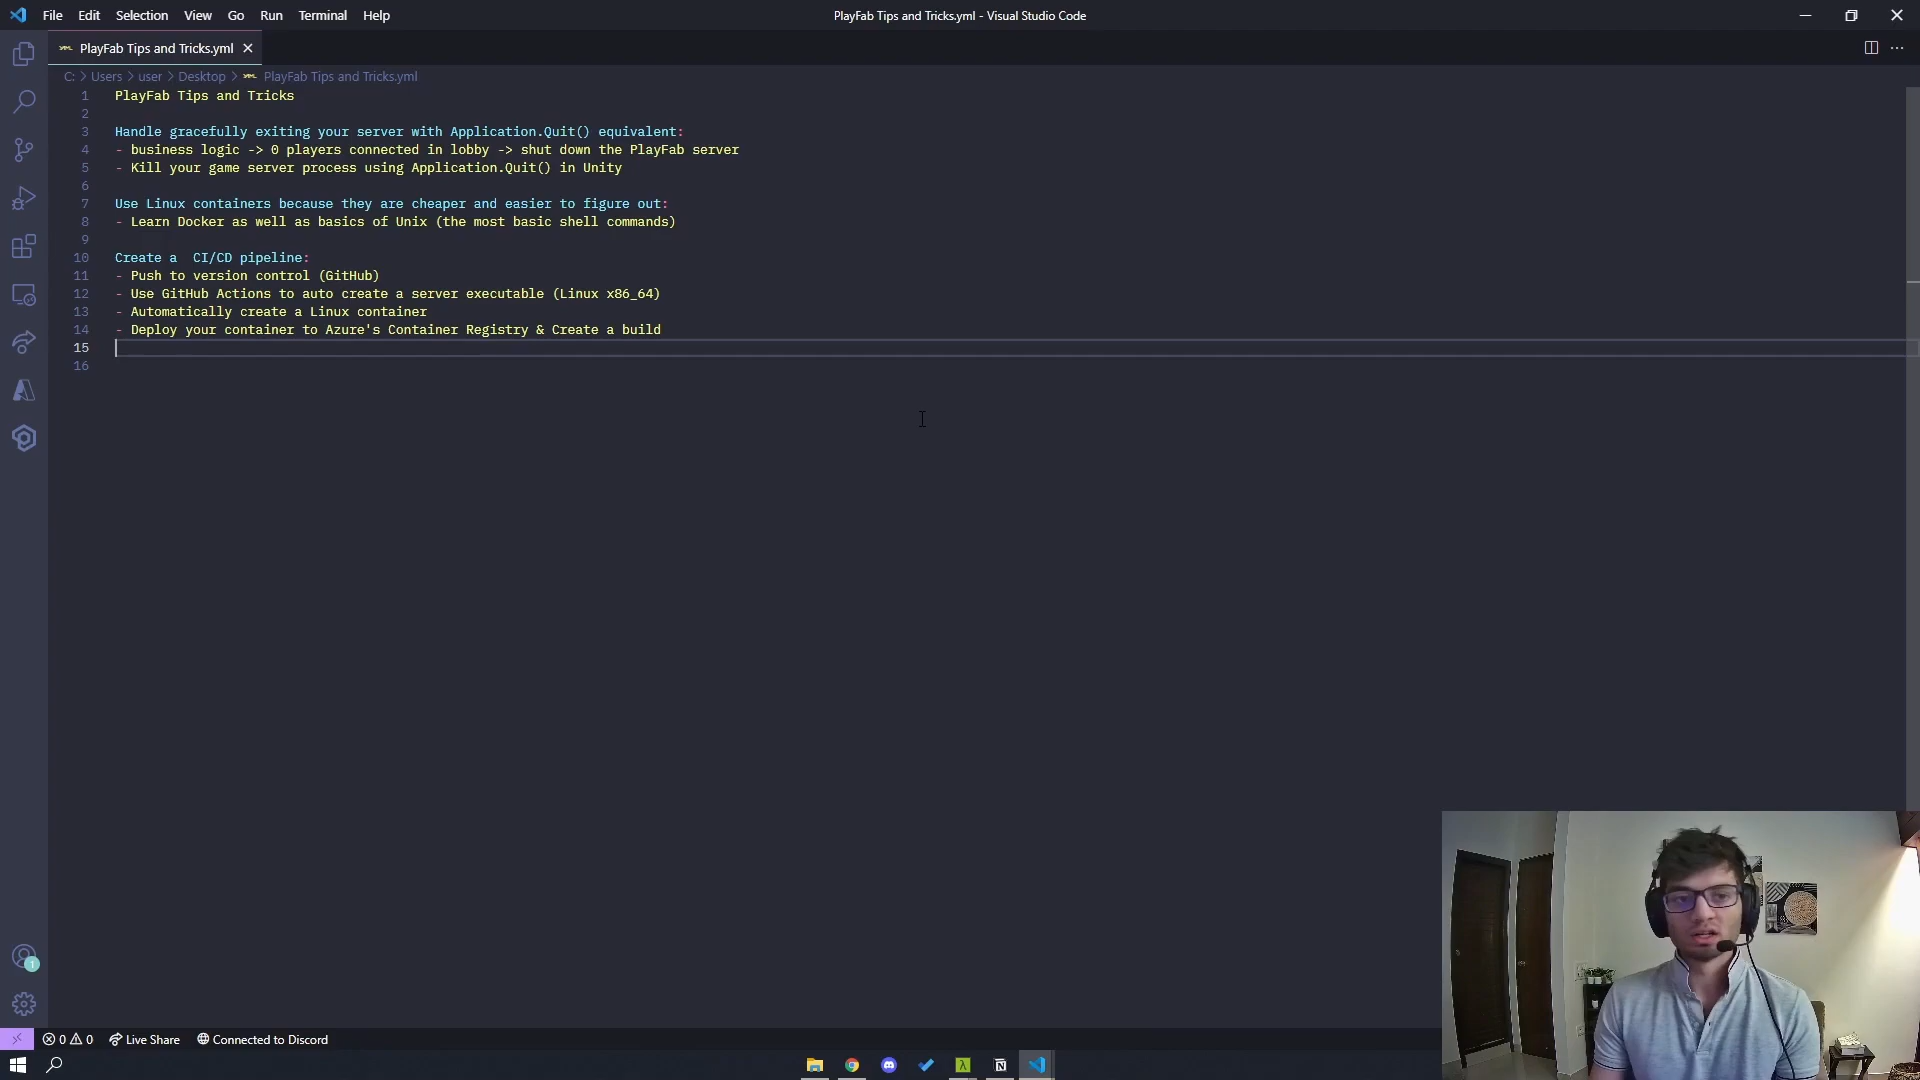 File Edit Selection View Go Run Terminal Help
PlayFab Tips and Tricks.yml - Visual Studio Code
PlayFab Tips and Tricks.yml
C: > Users > user > Desktop > PlayFab Tips and Tricks.yml
1 PlayFab Tips and Tricks
2
3 Handle gracefully exiting your server with Application.Quit() equivalent:
4 - business logic -> 0 players connected in lobby -> shut down the PlayFab server
5 - Kill your game server process using Application.Quit() in Unity
6
7 Use Linux containers because they are cheaper and easier to figure out:
8 - Learn Docker as well as basics of Unix (the most basic shell commands)
9
10 Create a  CI/CD pipeline:
11 - Push to version control (GitHub)
12 - Use GitHub Actions to auto create a server executable (Linux x86_64)
13 - Automatically create a Linux container
14 - Deploy your container to Azure's Container Registry & Create a build
15
16
1
0 0 Live Share Connected to Discord